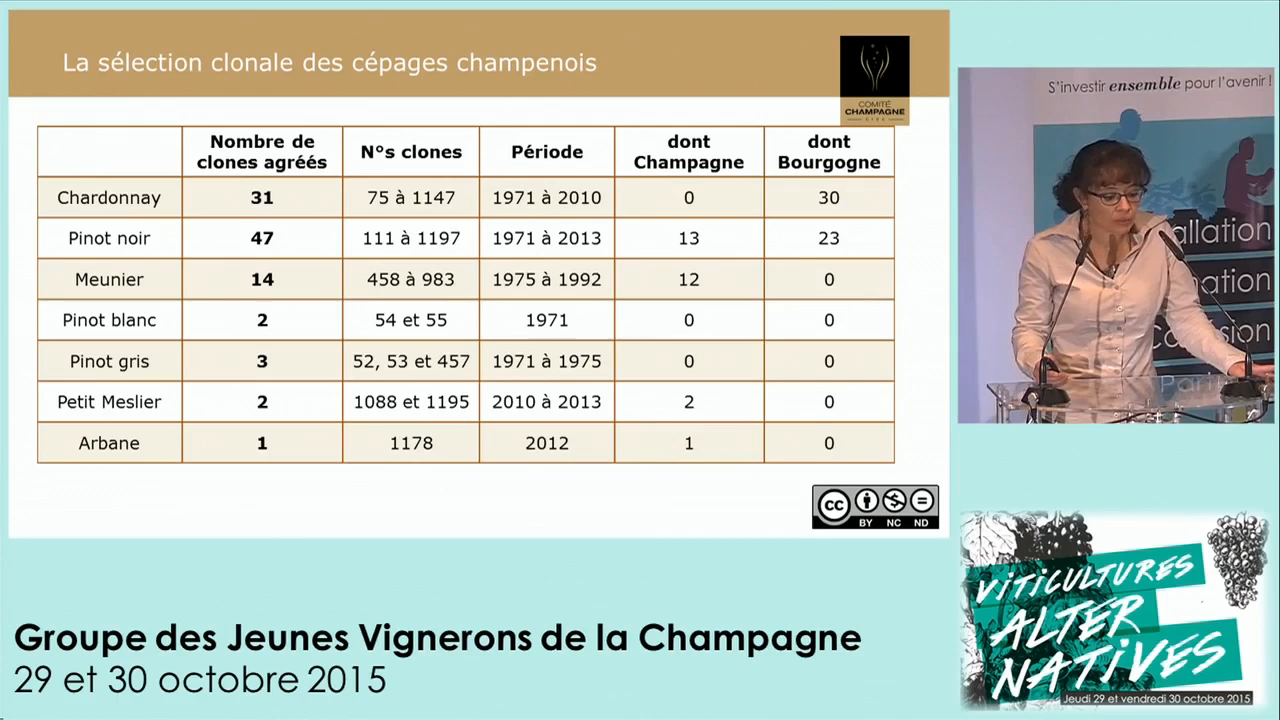 La sélection clonale des cépages champenois
COMITÉ
CHAMPAGNE
Nombre de clones agréés N°s clones Période dont Champagne dont Bourgogne
Chardonnay 31 75 à 1147 1971 à 2010 0 30
Pinot noir 47 111 à 1197 1971 à 2013 13 23
Meunier 14 458 à 983 1975 à 1992 12 0
Pinot blanc 2 54 et 55 1971 0 0
Pinot gris 3 52, 53 et 457 1971 à 1975 0 0
Petit Meslier 2 1088 et 1195 2010 à 2013 2 0
Arbane 1 1178 2012 1 0
cc
BY NC ND
S'investir ensemble pour l'avenir !
allation
ation
Groupe des Jeunes Vignerons de la Champagne
29 et 30 octobre 2015
VITICULTURES
ALTER
NATIVES
Jeudi 29 et vendredi 30 octobre 2015